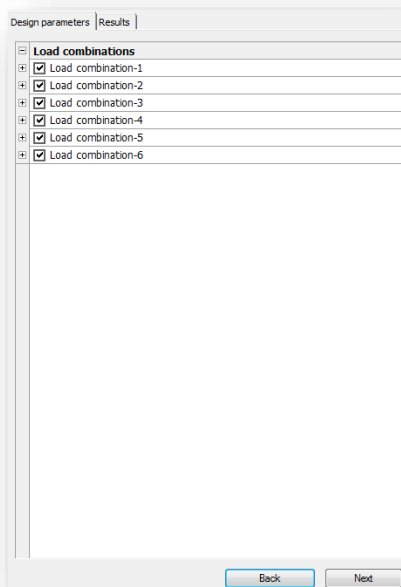 Design parameters Results
Load combinations
Load combination-1
Load combination-2
Load combination-3
Load combination-4
Load combination-5
Load combination-6
Back Next